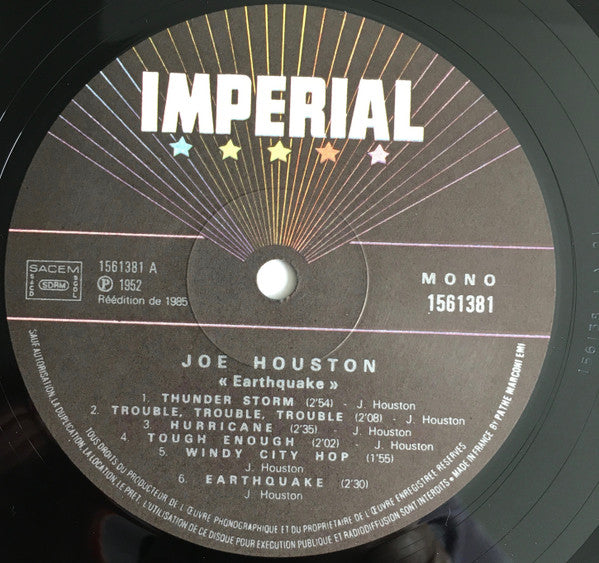 IMPERIAL
SACEM
SACD
SDRM
SGDL
1561381 A
Ⓟ 1952
Réédition de 1985
MONO
1561381
JOE HOUSTON
« Earthquake »
1. THUNDER STORM (2'54) - J. Houston
2. TROUBLE, TROUBLE, TROUBLE (2'08) - J. Houston
3. HURRICANE (2'35) - J. Houston
4. TOUGH ENOUGH (2'02) - J. Houston
5. WINDY CITY HOP (1'55)
J. Houston
6. EARTHQUAKE (2'30)
J. Houston
SAUF AUTORISATION LA DUPLICATION, LA LOCATION, LE PRET, L'UTILISATION DE CE DISQUE POUR EXECUTION PUBLIQUE ET RADIODIFFUSION SONT INTERDITS • MADE IN FRANCE BY PATHE MARCONI EMI
TOUS DROITS DU PRODUCTEUR DE L'ŒUVRE PHONOGRAPHIQUE ET DU PROPRIETAIRE DE L'ŒUVRE ENREGISTREE RESERVES